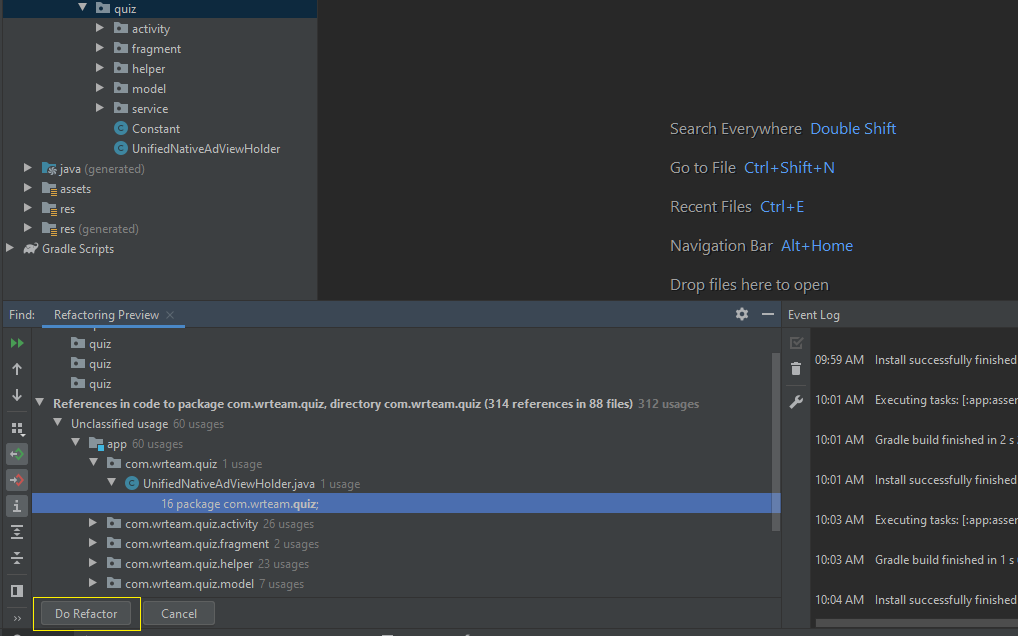 quiz
activity
fragment
helper
model
service
Constant
UnifiedNativeAdViewHolder
java (generated)
assets
res
res (generated)
Gradle Scripts
Search Everywhere Double Shift
Go to File Ctrl+Shift+N
Recent Files Ctrl+E
Navigation Bar Alt+Home
Drop files here to open
Find: Refactoring Preview
quiz
quiz
quiz
quiz
References in code to package com.wrteam.quiz, directory com.wrteam.quiz (314 references in 88 files) 312 usages
Unclassified usage 60 usages
app 60 usages
com.wrteam.quiz 1 usage
UnifiedNativeAdViewHolder.java 1 usage
16 package com.wrteam.quiz;
com.wrteam.quiz.activity 26 usages
com.wrteam.quiz.fragment 2 usages
com.wrteam.quiz.helper 23 usages
com.wrteam.quiz.model 7 usages
Do Refactor Cancel
Event Log
09:59 AM Install successfully finished
10:01 AM Executing tasks: [:app:asser
10:01 AM Gradle build finished in 2 s
10:01 AM Install successfully finished
10:03 AM Executing tasks: [:app:asser
10:03 AM Gradle build finished in 1 s
10:04 AM Install successfully finished